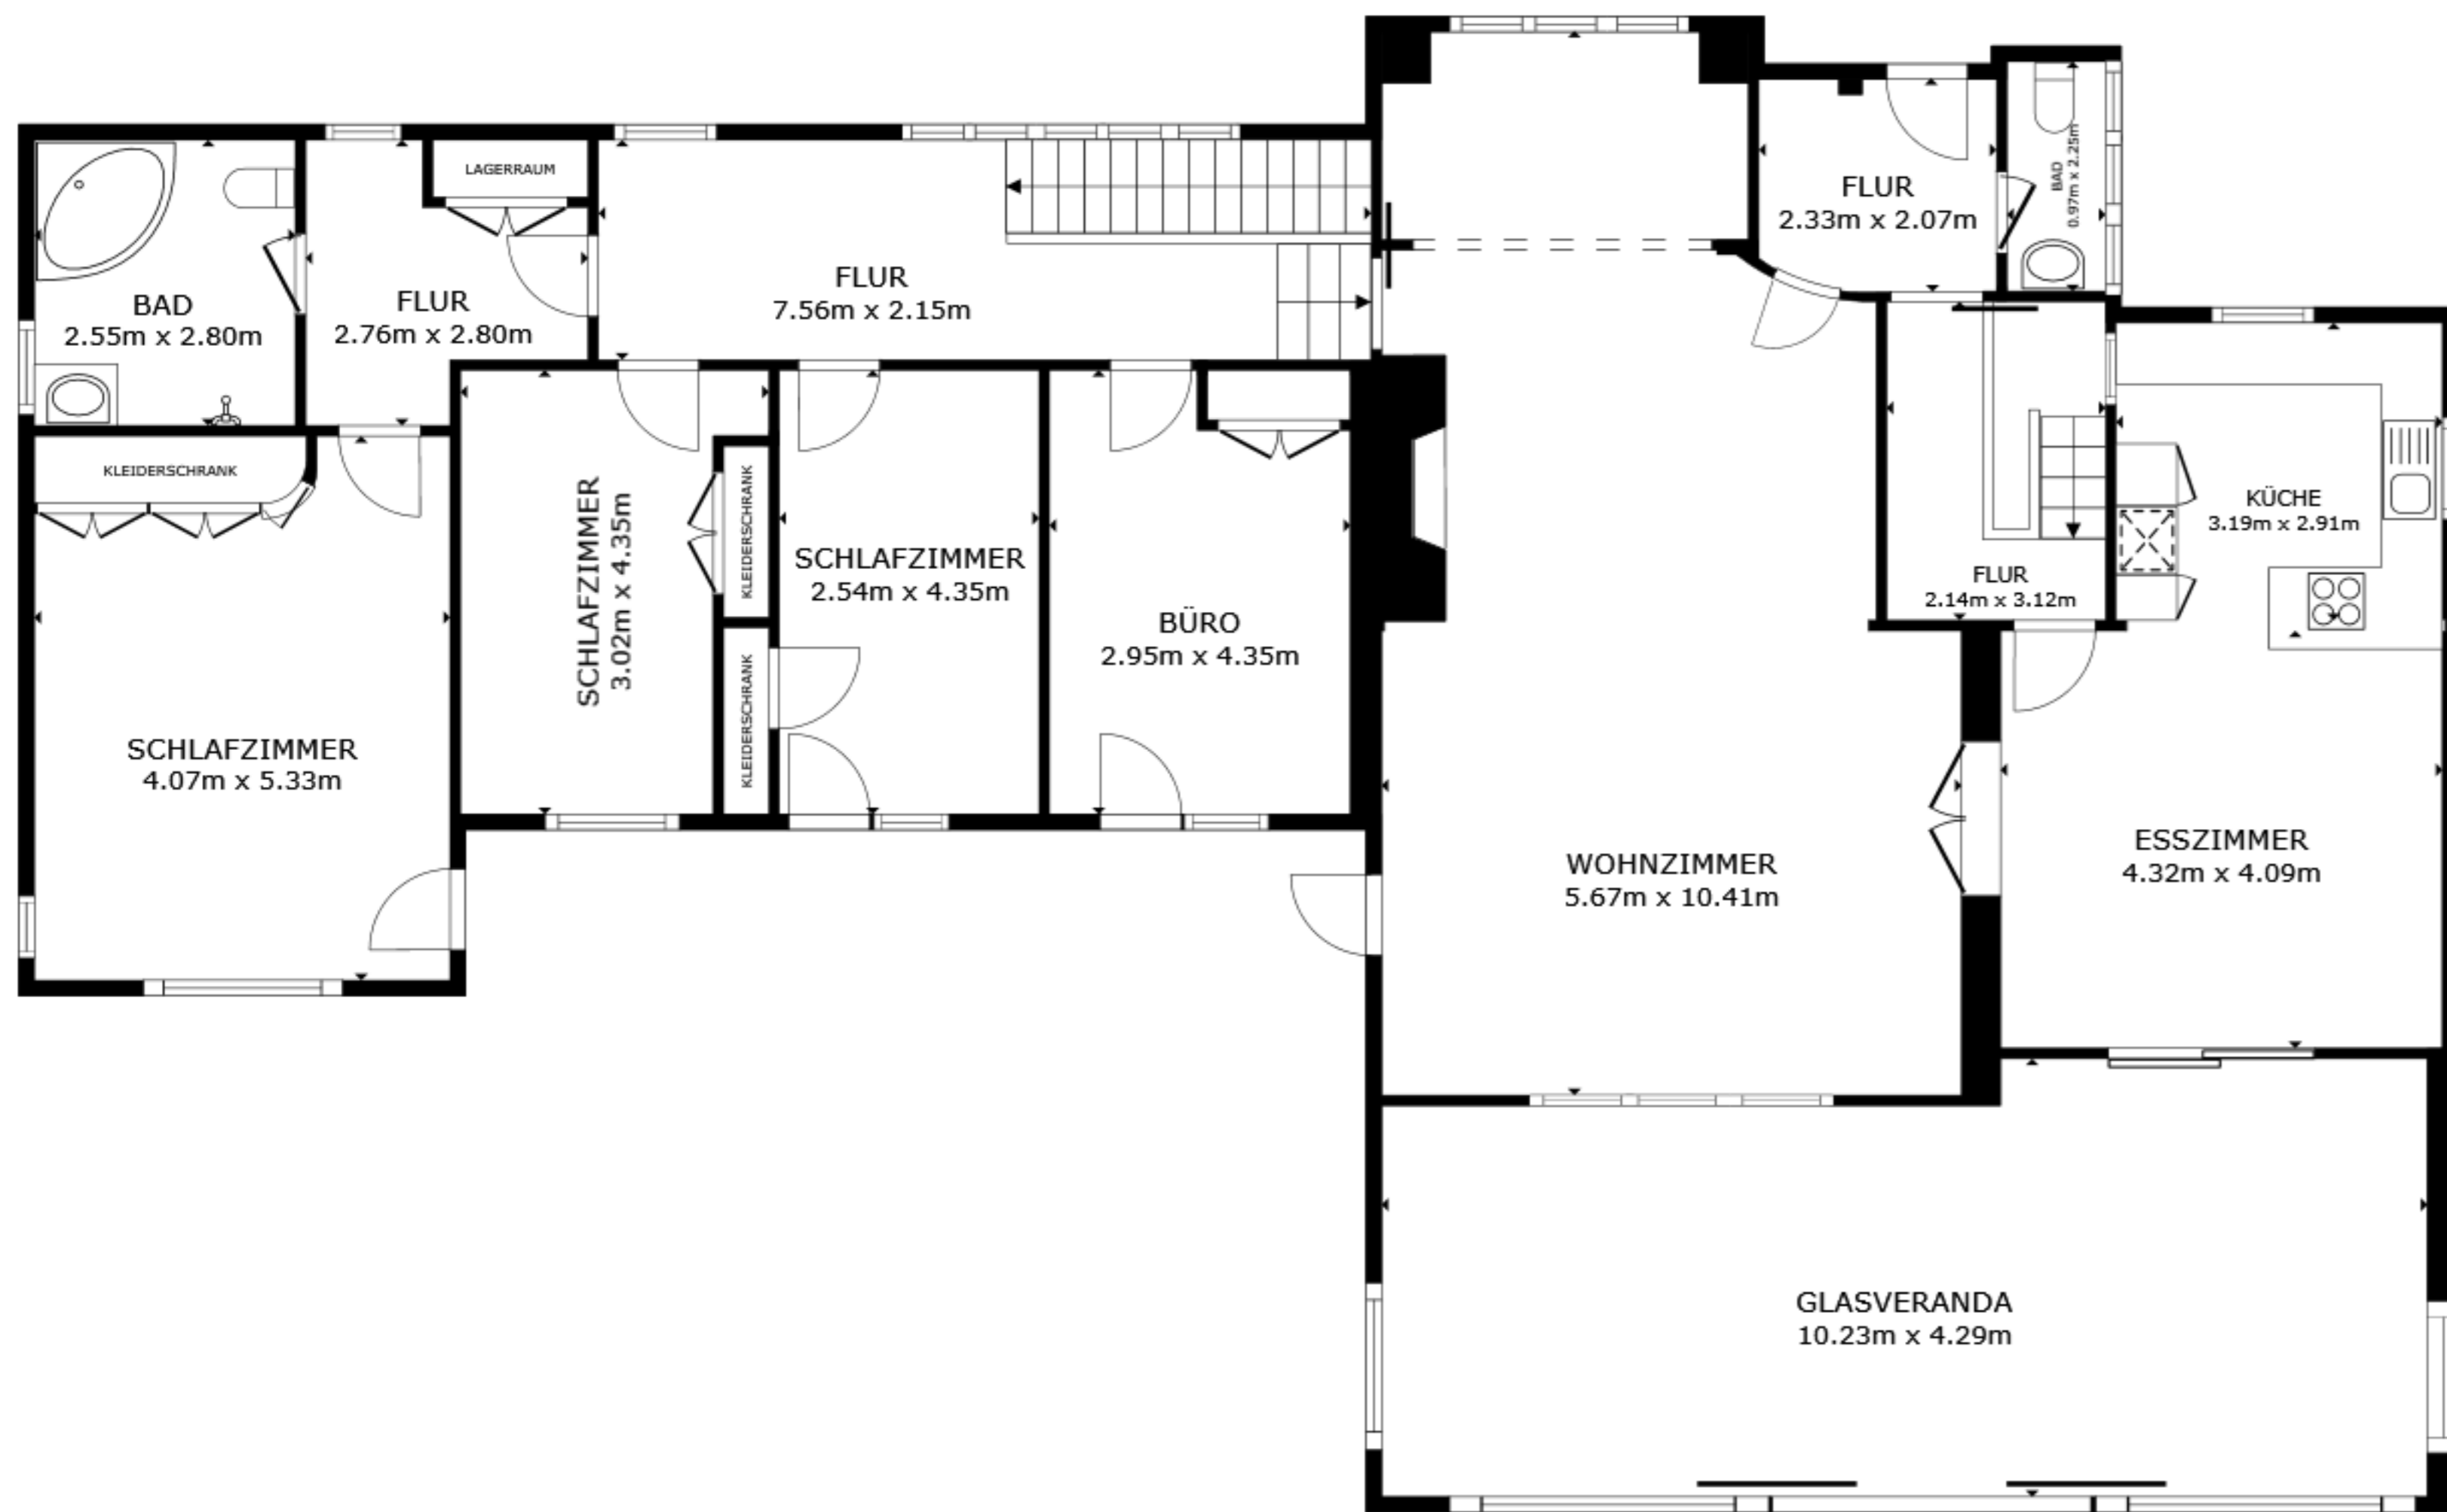 LAGERRAUM
BAD
2.55m x 2.80m
FLUR
2.76m x 2.80m
FLUR
7.56m x 2.15m
FLUR
2.33m x 2.07m
BAD
0.97m x 2.25m
KLEIDERSCHRANK
SCHLAFZIMMER
4.07m x 5.33m
SCHLAFZIMMER
3.02m x 4.35m
KLEIDERSCHRANK
KLEIDERSCHRANK
SCHLAFZIMMER
2.54m x 4.35m
BÜRO
2.95m x 4.35m
FLUR
2.14m x 3.12m
KÜCHE
3.19m x 2.91m
WOHNZIMMER
5.67m x 10.41m
ESSZIMMER
4.32m x 4.09m
GLASVERANDA
10.23m x 4.29m